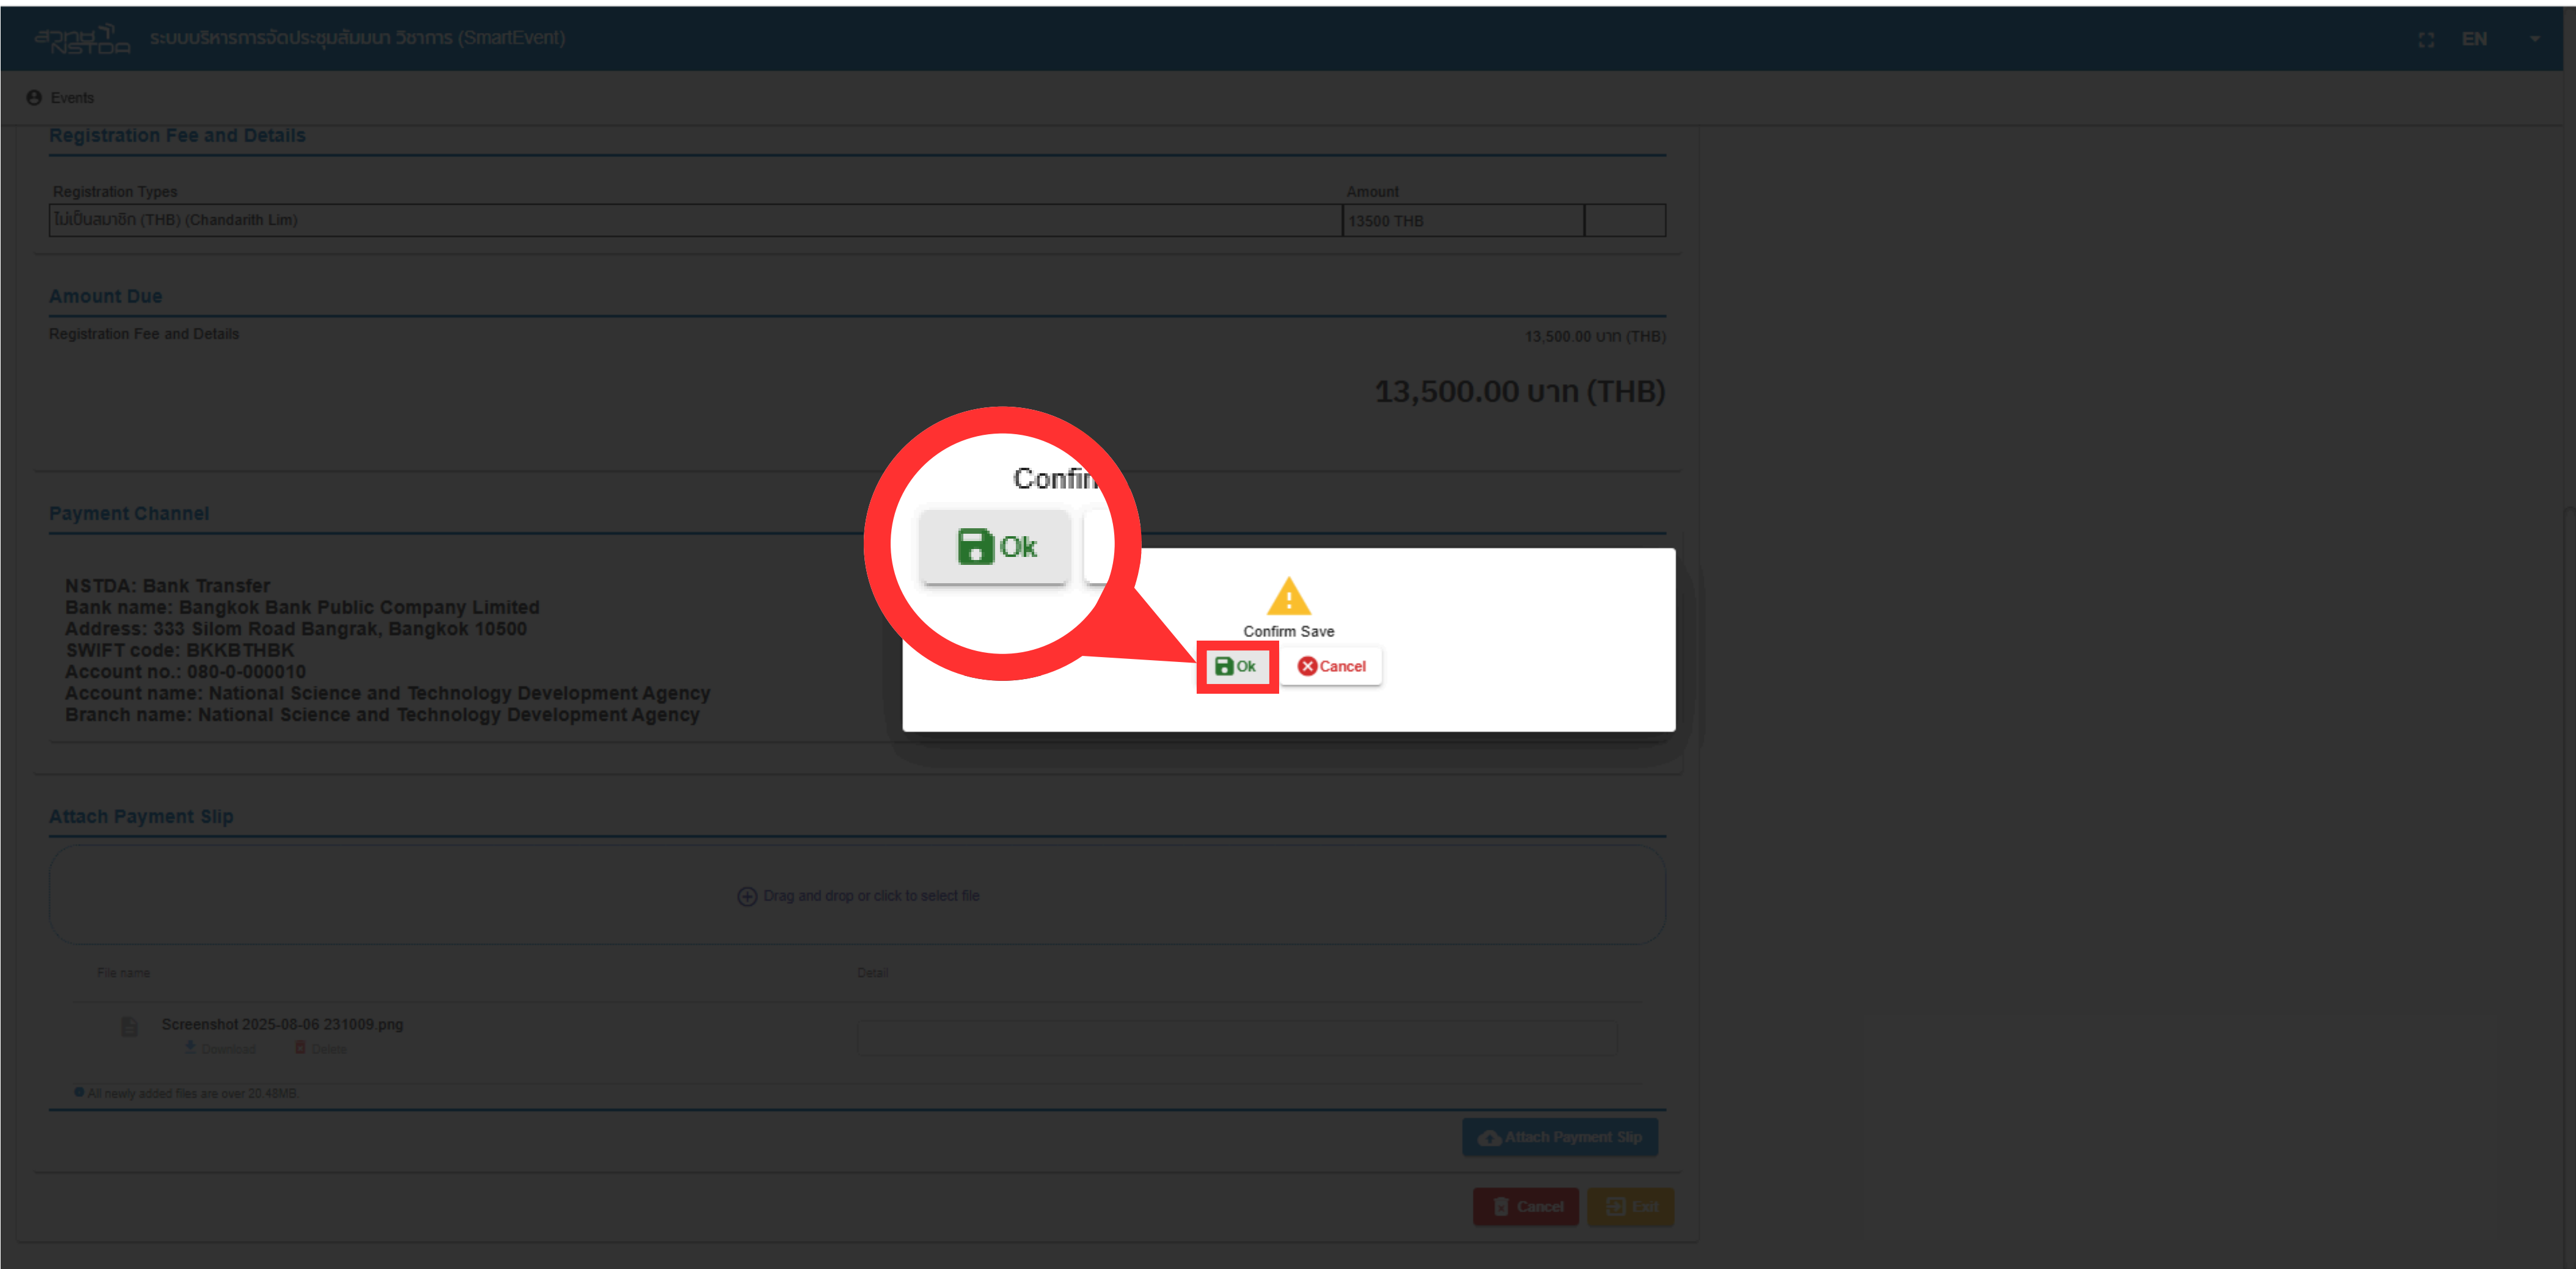 สวทช
NSTDA
ระบบบริหารการจัดประชุมสัมมนา วิชาการ (SmartEvent)
EN
Events
Registration Fee and Details
Registration Types
Amount
ไม่เป็นสมาชิก (THB) (Chandarith Lim)
13500 THB
Amount Due
Registration Fee and Details
13,500.00 บาท (THB)
13,500.00 บาท (THB)
Confin
Ok
Payment Channel
NSTDA: Bank Transfer
Bank name: Bangkok Bank Public Company Limited
Address: 333 Silom Road Bangrak, Bangkok 10500
SWIFT code: BKKBTHBK
Account no.: 080-0-000010
Account name: National Science and Technology Development Agency
Branch name: National Science and Technology Development Agency
Confirm Save
Ok
Cancel
Attach Payment Slip
Drag and drop or click to select file
File name
Detail
Screenshot 2025-08-06 231009.png
Download
Delete
All newly added files are over 20.48MB.
Attach Payment Slip
Cancel
Exit